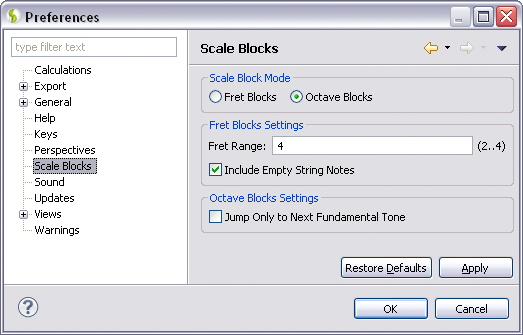 Preferences
type filter text
Calculations
Export
General
Help
Keys
Perspectives
Scale Blocks
Sound
Updates
Views
Warnings
Scale Blocks
Scale Block Mode
Fret Blocks Octave Blocks
Fret Blocks Settings
Fret Range: 4 (2..4)
Include Empty String Notes
Octave Blocks Settings
Jump Only to Next Fundamental Tone
Restore Defaults Apply
? OK Cancel